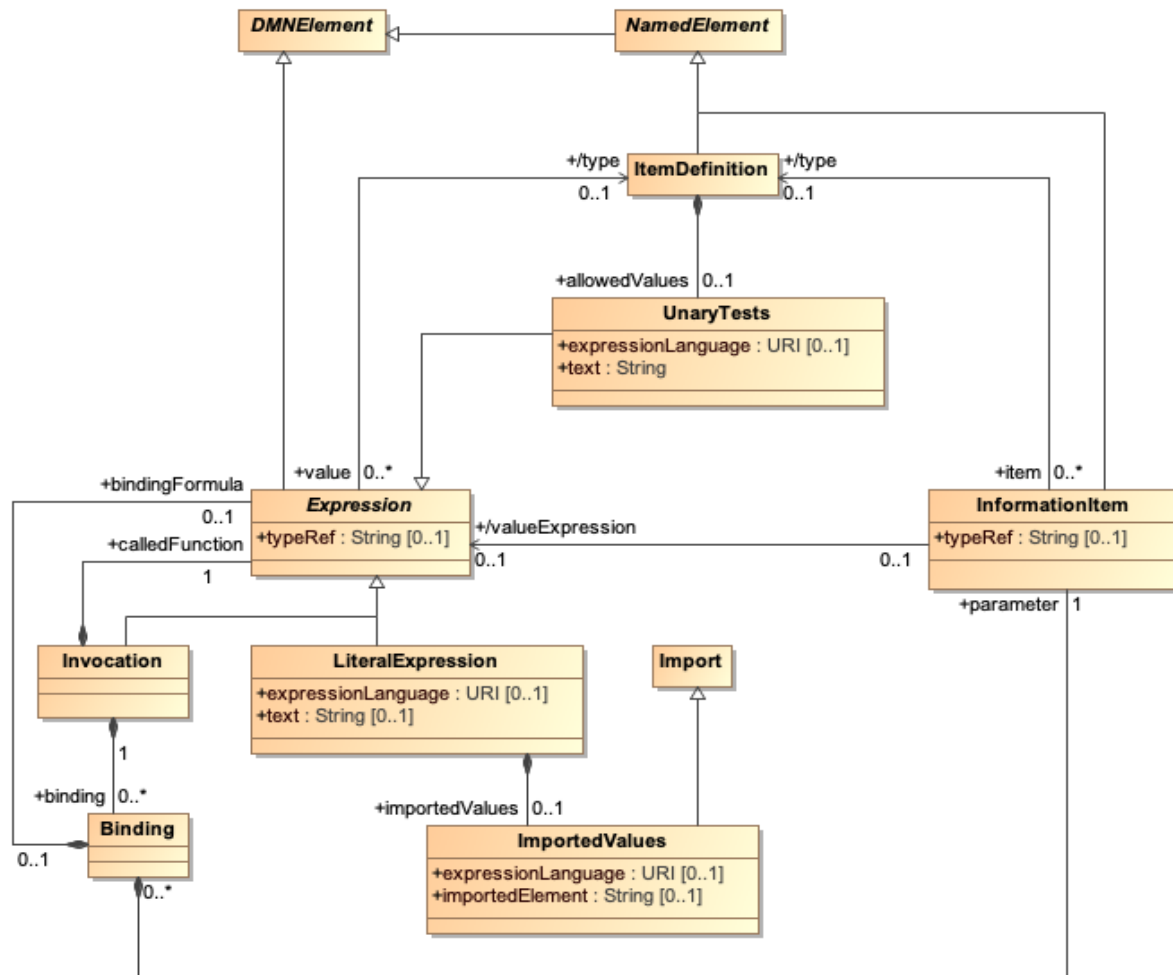 DMNElement
NamedElement
+/type
0..1
ItemDefinition
+/type
0..1
+allowedValues
0..1
UnaryTests
+expressionLanguage : URI [0..1]
+text : String
+value
0..*
+item
0..*
+bindingFormula
0..1
Expression
+typeRef : String [0..1]
+/valueExpression
0..1
0..1
InformationItem
+typeRef : String [0..1]
+calledFunction
1
+parameter
1
Invocation
LiteralExpression
+expressionLanguage : URI [0..1]
+text : String [0..1]
Import
1
+binding
0..*
+importedValues
0..1
Binding
0..1
0..*
ImportedValues
+expressionLanguage : URI [0..1]
+importedElement : String [0..1]